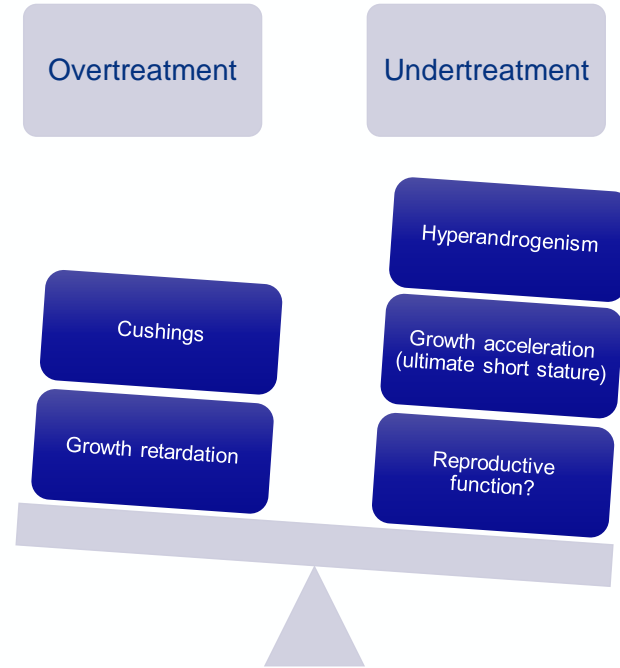 Overtreatment
Undertreatment
Hyperandrogenism
Cushings
Growth acceleration
(ultimate short stature)
Growth retardation
Reproductive
function?